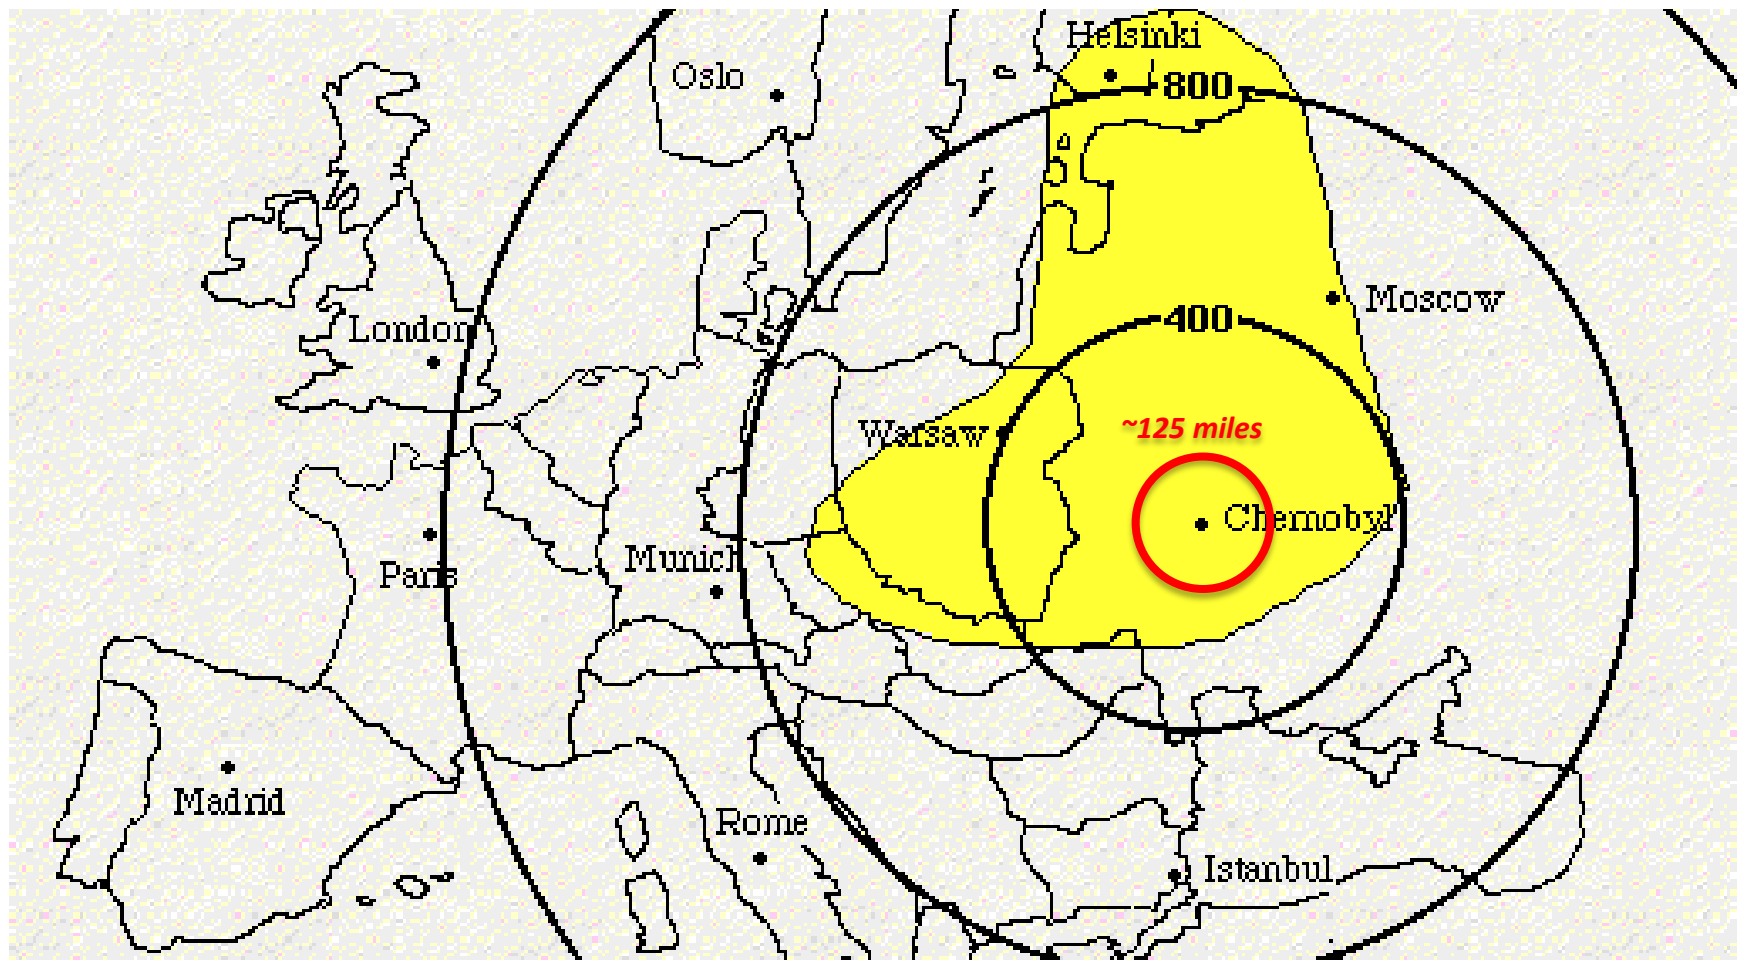 Helsinki
Oslo
800
Moscow
400
London
~125 miles
Warsaw
Chernobyl'
Munich
Paris
Madrid
Rome
Istanbul